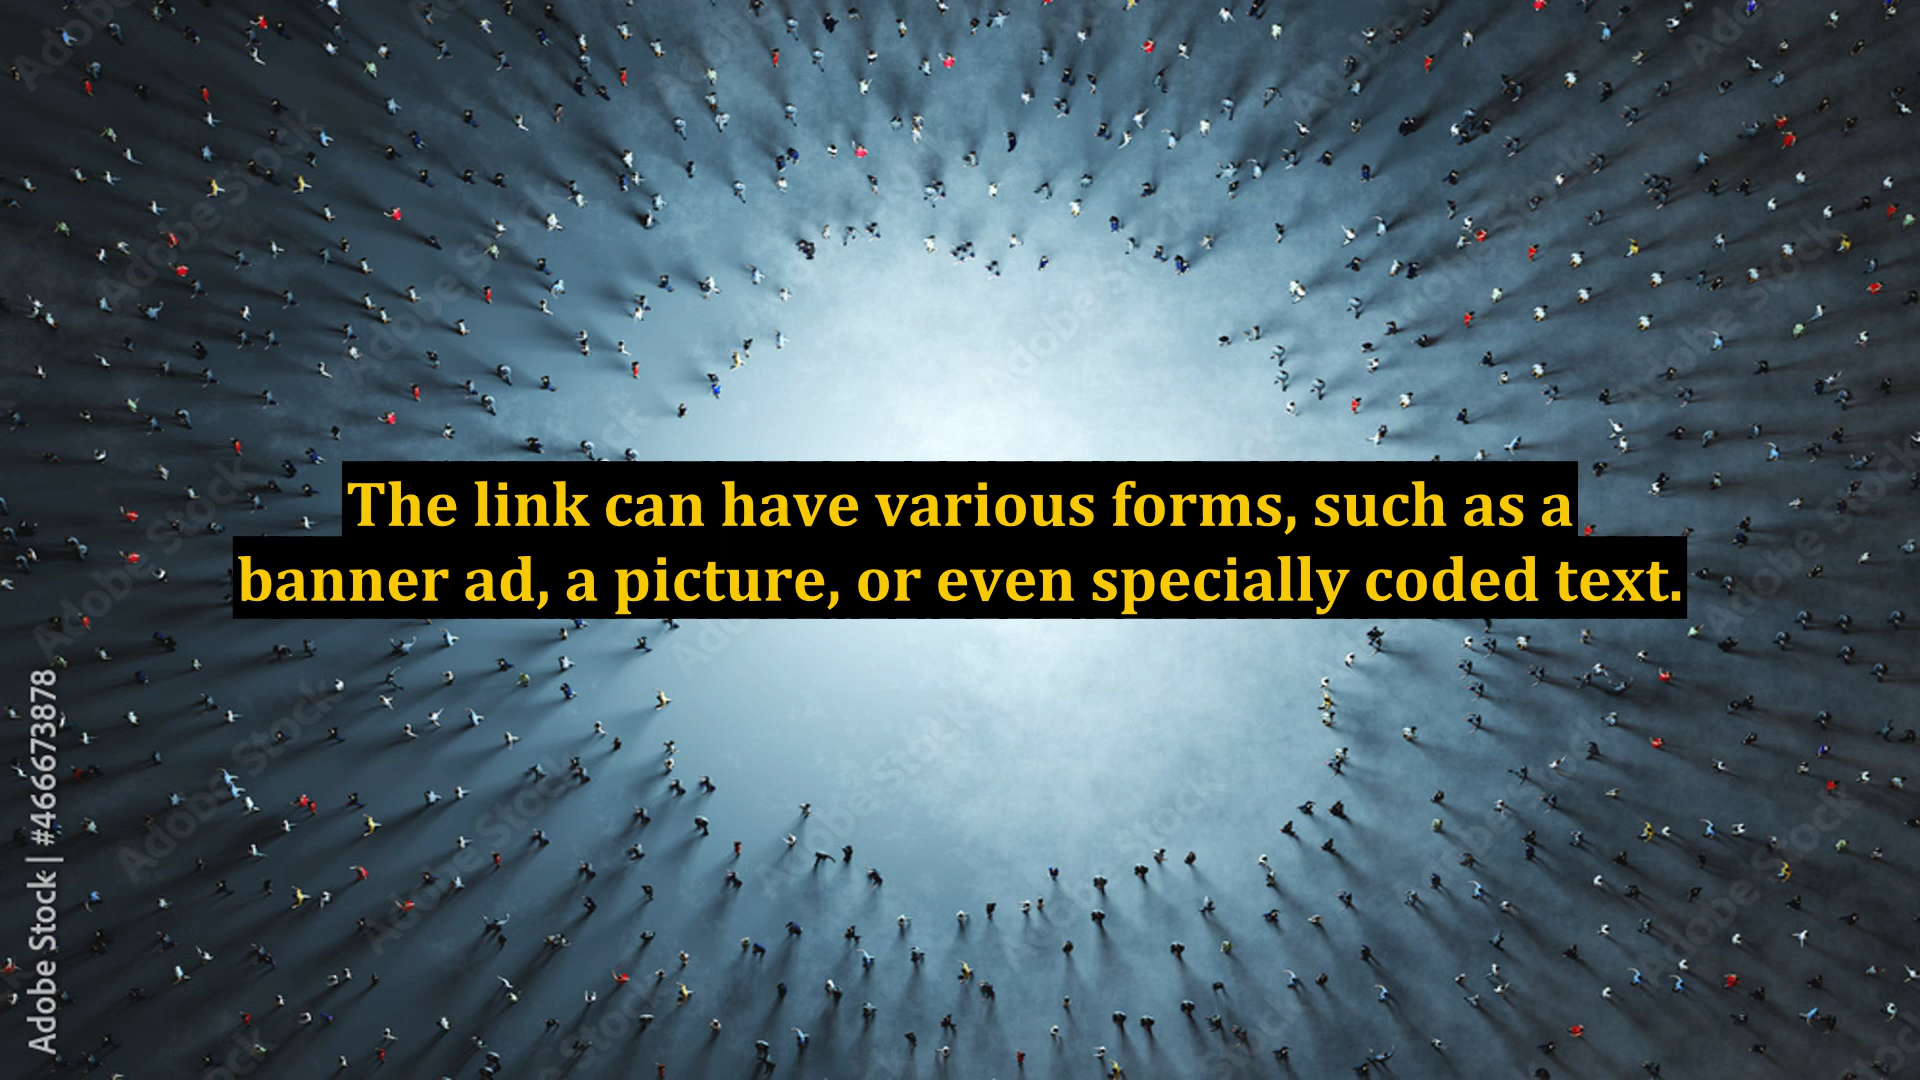 The link can have various forms, such as a
banner ad, a picture, or even specially coded text.
Adobe Stock | #466673878